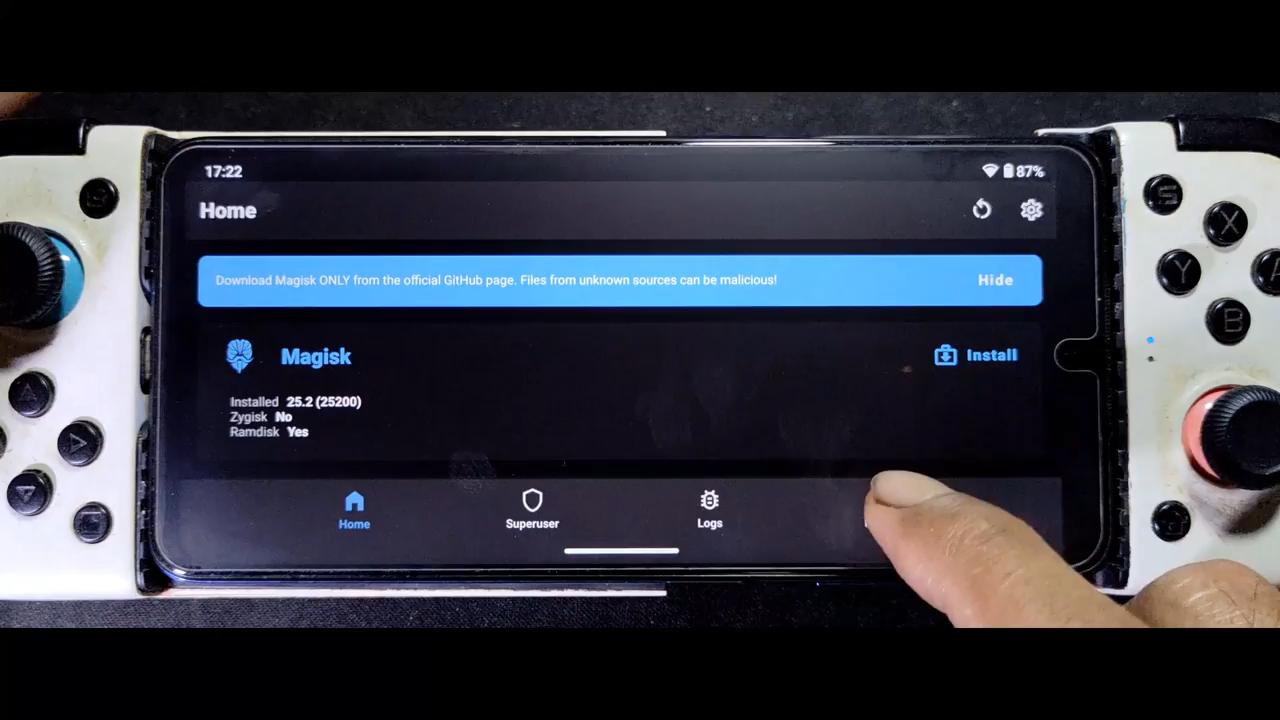 17:22
87%
Home
Download Magisk ONLY from the official GitHub page. Files from unknown sources can be malicious!
Hide
Magisk
Install
Installed 25.2 (25200)
Zygisk No
Ramdisk Yes
Home
Superuser
Logs
S
X
Y
A
B